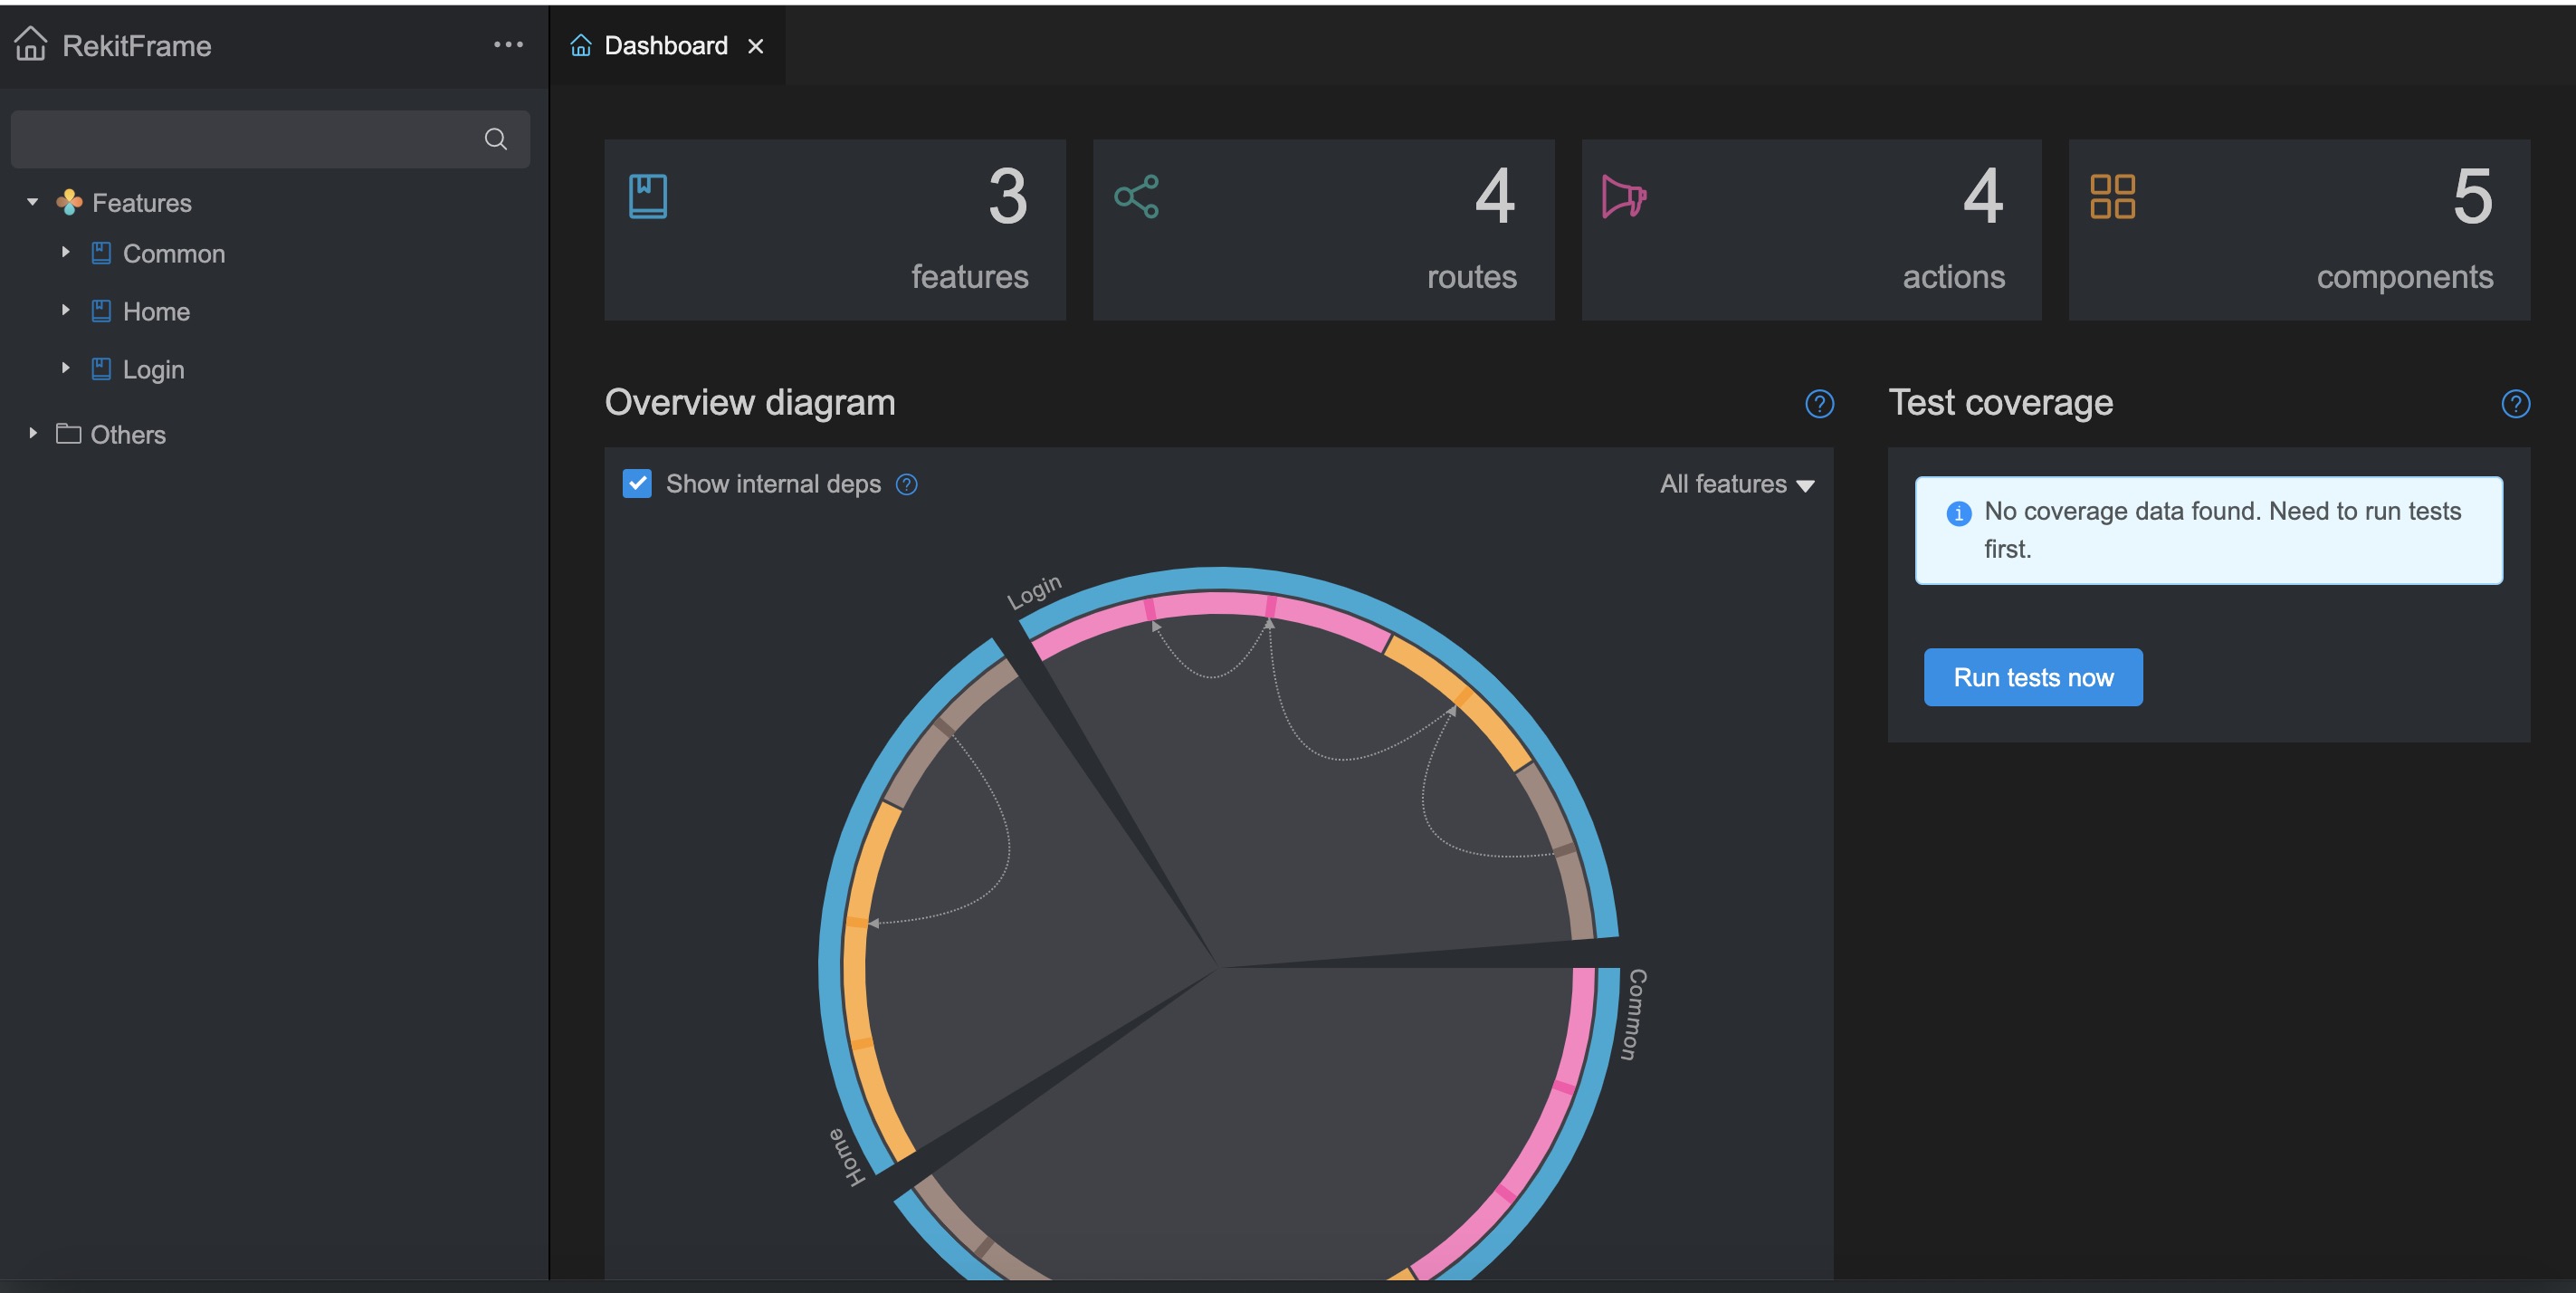 RekitFrame
Dashboard
Features
Common
Home
Login
Others
3
features
4
routes
4
actions
5
components
Overview diagram
Show internal deps
All features
Login
Common
Home
Test coverage
No coverage data found. Need to run tests
first.
Run tests now